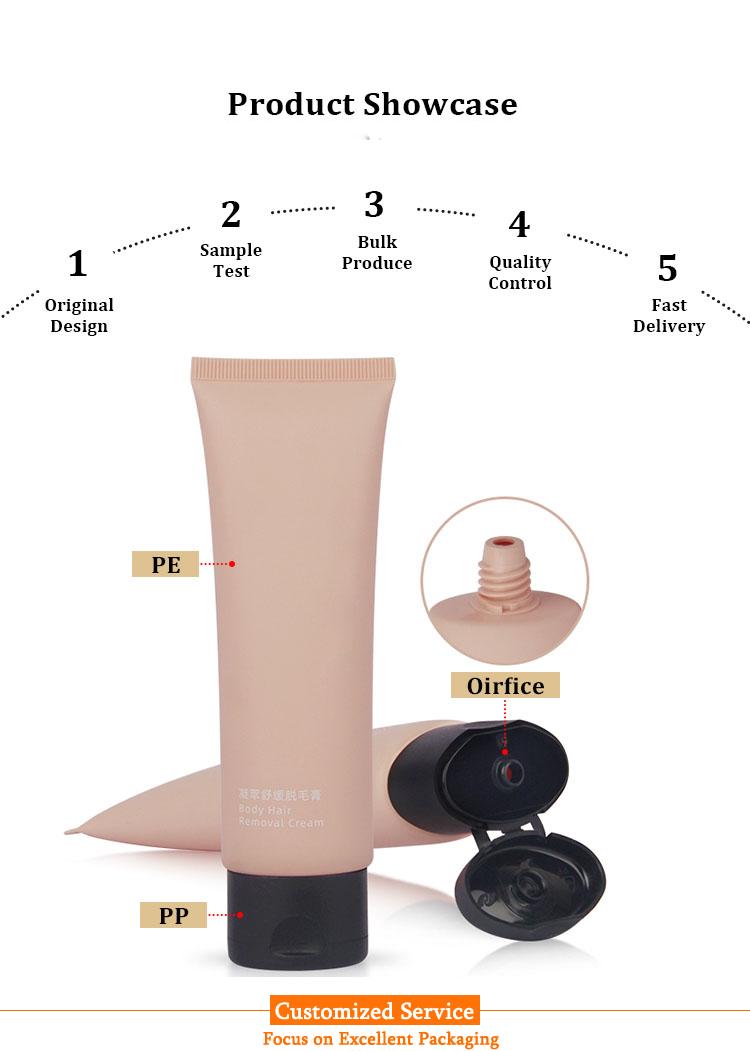 Product Showcase
1
Original
Design
2
Sample
Test
3
Bulk
Produce
4
Quality
Control
5
Fast
Delivery
PE
Oirfice
凝萃舒缓脱毛膏
Body Hair
Removal Cream
PP
Customized Service
Focus on Excellent Packaging